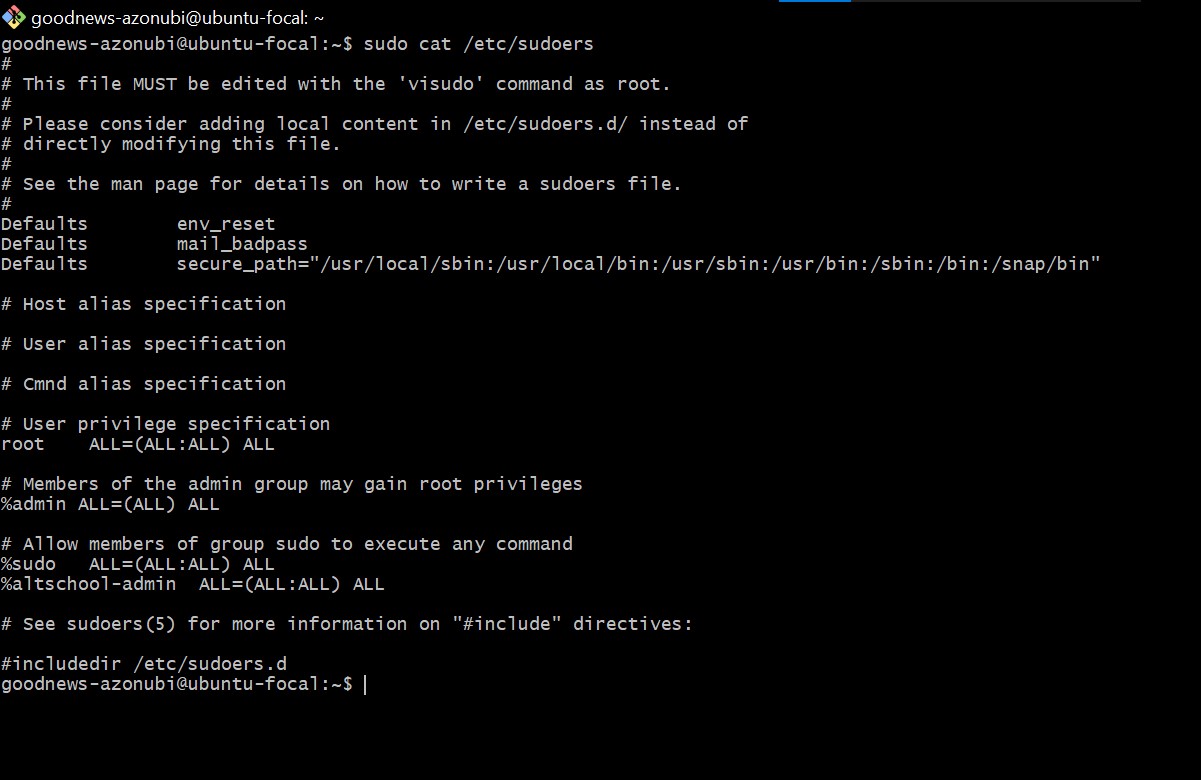 goodnews-azonubi@ubuntu-focal: ~
goodnews-azonubi@ubuntu-focal:~$ sudo cat /etc/sudoers
#
# This file MUST be edited with the 'visudo' command as root.
#
# Please consider adding local content in /etc/sudoers.d/ instead of
# directly modifying this file.
#
# See the man page for details on how to write a sudoers file.
#
Defaults        env_reset
Defaults        mail_badpass
Defaults        secure_path="/usr/local/sbin:/usr/local/bin:/usr/sbin:/usr/bin:/sbin:/bin:/snap/bin"

# Host alias specification

# User alias specification

# Cmnd alias specification

# User privilege specification
root    ALL=(ALL:ALL) ALL

# Members of the admin group may gain root privileges
%admin ALL=(ALL) ALL

# Allow members of group sudo to execute any command
%sudo   ALL=(ALL:ALL) ALL
%altschool-admin  ALL=(ALL:ALL) ALL

# See sudoers(5) for more information on "#include" directives:

#includedir /etc/sudoers.d
goodnews-azonubi@ubuntu-focal:~$